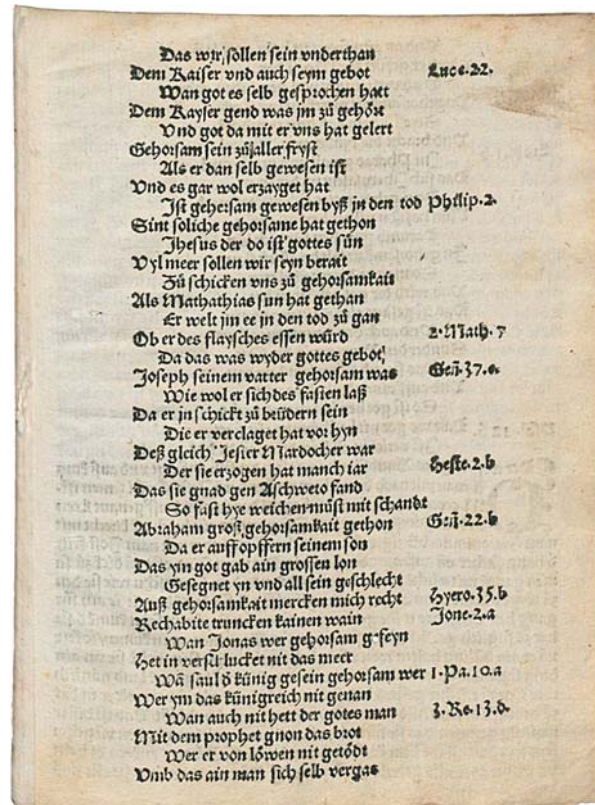 Das wir sollen sein vnderthan
Dem Kaiser vnd auch seym gebot Luce.22.
Wan got es selb gesprochen hatt
Dem Kayser gend was jm zů gehört
Vnd got da mit er vns hat gelert
Gehorsam sein zů aller fryst
Als er dan selb gewesen ist
Vnd es gar wol erzayget hat
Ist gehorsam gewesen byß jn den tod Philip.2.
Sint soliche gehorsame hat gethon
Jhesus der do ist gottes sůn
Vyl meer sollen wir seyn berait
Zů schicken vns zů gehorsamkait
Als Mathathias sun hat gethan
Er welt jm ee jn den tod zů gan
Ob er des flaysches essen würd 2.Math.7
Da das was wyder gottes gebot
Joseph seinem vatter gehorsam was Geñ.37.e.
Wie wol er sich des fasten laß
Da er jn schickt zů brüdern sein
Die er verclaget hat vor hyn
Deß gleich Jester Mardocher war
Der sie erzogen hat manch iar Heste.2.b
Das sie gnad gen Aschwero fand
So fast hye weichen můst mit schandt
Abraham groß gehorsamkait gethon Geñ.22.b
Da er auff opffern seinem son
Das ym got gab ain grossen lon
Gesegnet yn vnd all sein geschlecht
Auß gehorsamkait mercken mich recht Hyero.35.b
Rechabite truncken kainen wain Jone.2.a
Wan Jonas wer gehorsam geseyn
Het in verslucket nit das meer
Wā saul d̕ künig gesein gehorsam wer 1.Pa.10.a
Wer ym das künigreich nit genan
Wan auch nit hett der gotes man 3.Re.13.d.
Mit dem prophet gnon das brot
Wer er von löwen nit getödt
Vmb das ain man sich selb vergas